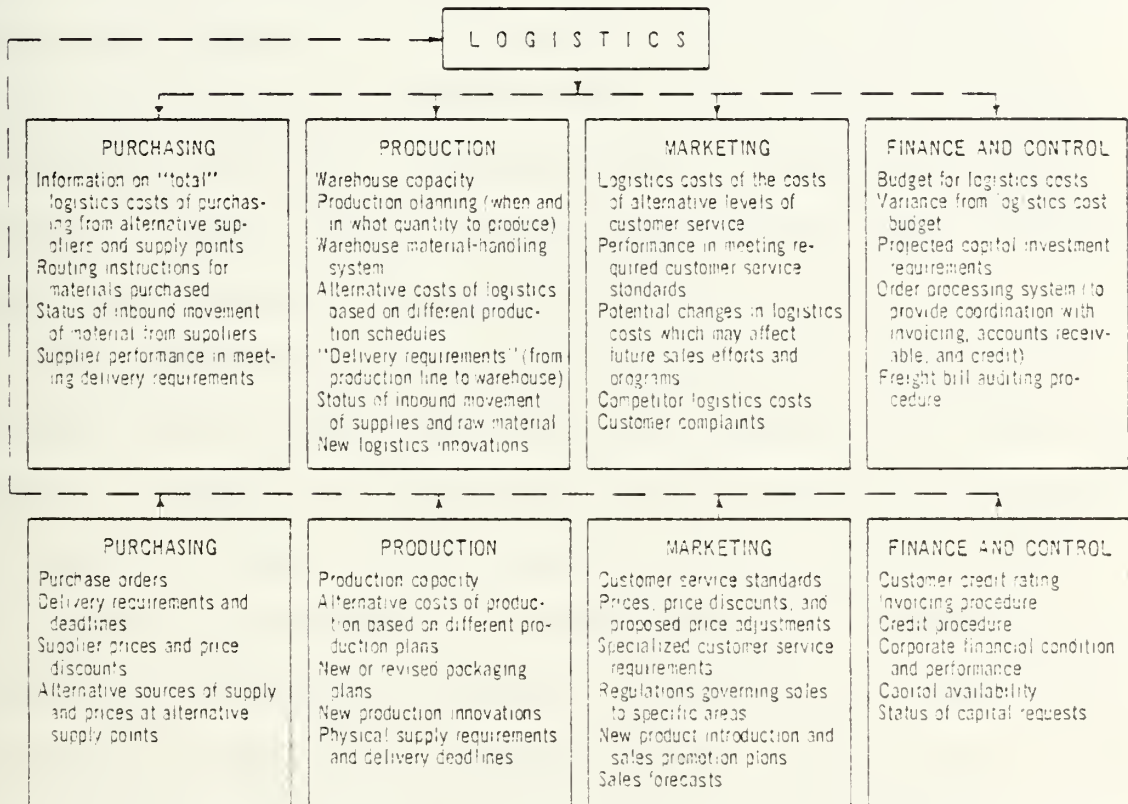 LOGISTICS
PURCHASING
Information on "total"
logistics costs of purchas-
ing from alternative sup-
pliers and supply points
Routing instructions for
materials purchased
Status of inbound movement
of material from suppliers
Supplier performance in meet-
ing delivery requirements
PRODUCTION
Warehouse capacity
Production planning (when and
in what quantity to produce)
Warehouse material-handling
system
Alternative costs of logistics
based on different produc-
tion schedules
"Delivery requirements" (from
production line to warehouse)
Status of inbound movement
of supplies and raw material
New logistics innovations
MARKETING
Logistics costs of the costs
of alternative levels of
customer service
Performance in meeting re-
quired customer service
standards
Potential changes in logistics
costs which may affect
future sales efforts and
programs
Competitor logistics costs
Customer complaints
FINANCE AND CONTROL
Budget for logistics costs
Variance from logistics cost
budget
Projected capital investment
requirements
Order processing system (to
provide coordination with
invoicing, accounts receiv-
able, and credit)
Freight bill auditing pro-
cedure
PURCHASING
Purchase orders
Delivery requirements and
deadlines
Supplier prices and price
discounts
Alternative sources of supply
and prices at alternative
supply points
PRODUCTION
Production capacity
Alternative costs of produc-
tion based on different pro-
duction plans
New or revised packaging
plans
New production innovations
Physical supply requirements
and delivery deadlines
MARKETING
Customer service standards
Prices, price discounts, and
proposed price adjustments
Specialized customer service
requirements
Regulations governing sales
to specific areas
New product introduction and
sales promotion plans
Sales forecasts
FINANCE AND CONTROL
Customer credit rating
Invoicing procedure
Credit procedure
Corporate financial condition
and performance
Capital availability
Status of capital requests